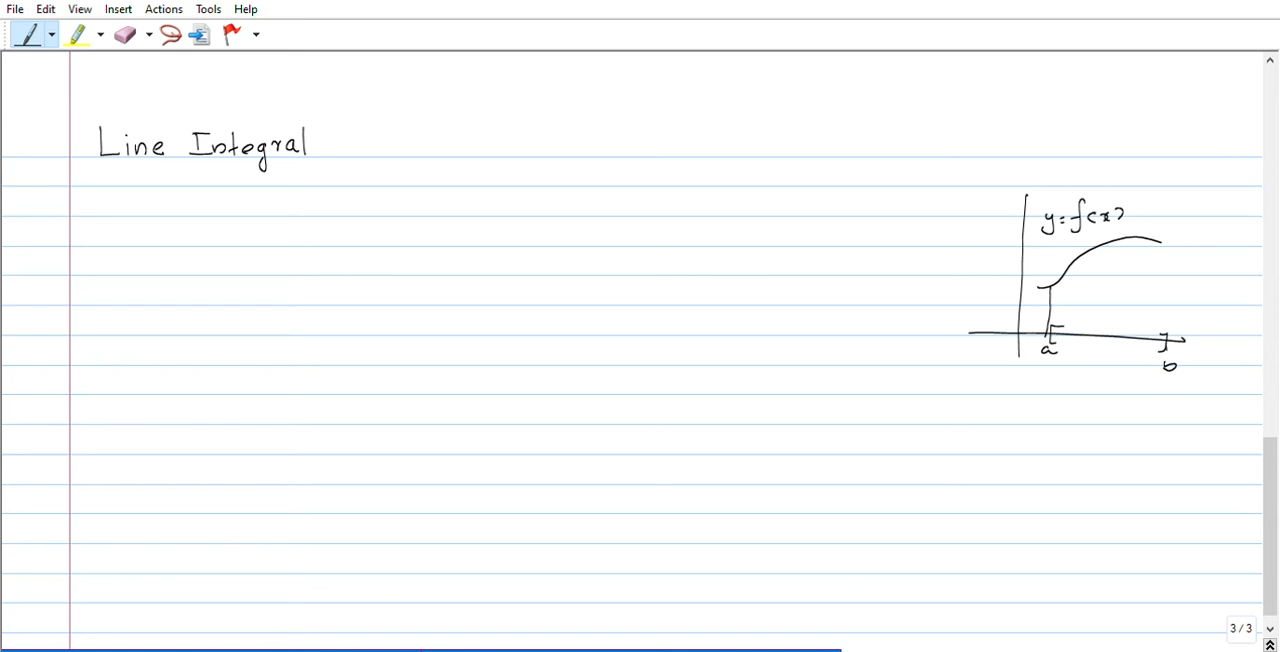 File Edit View Insert Actions Tools Help
Line Integral
y=f(x)
a
b
3 / 3